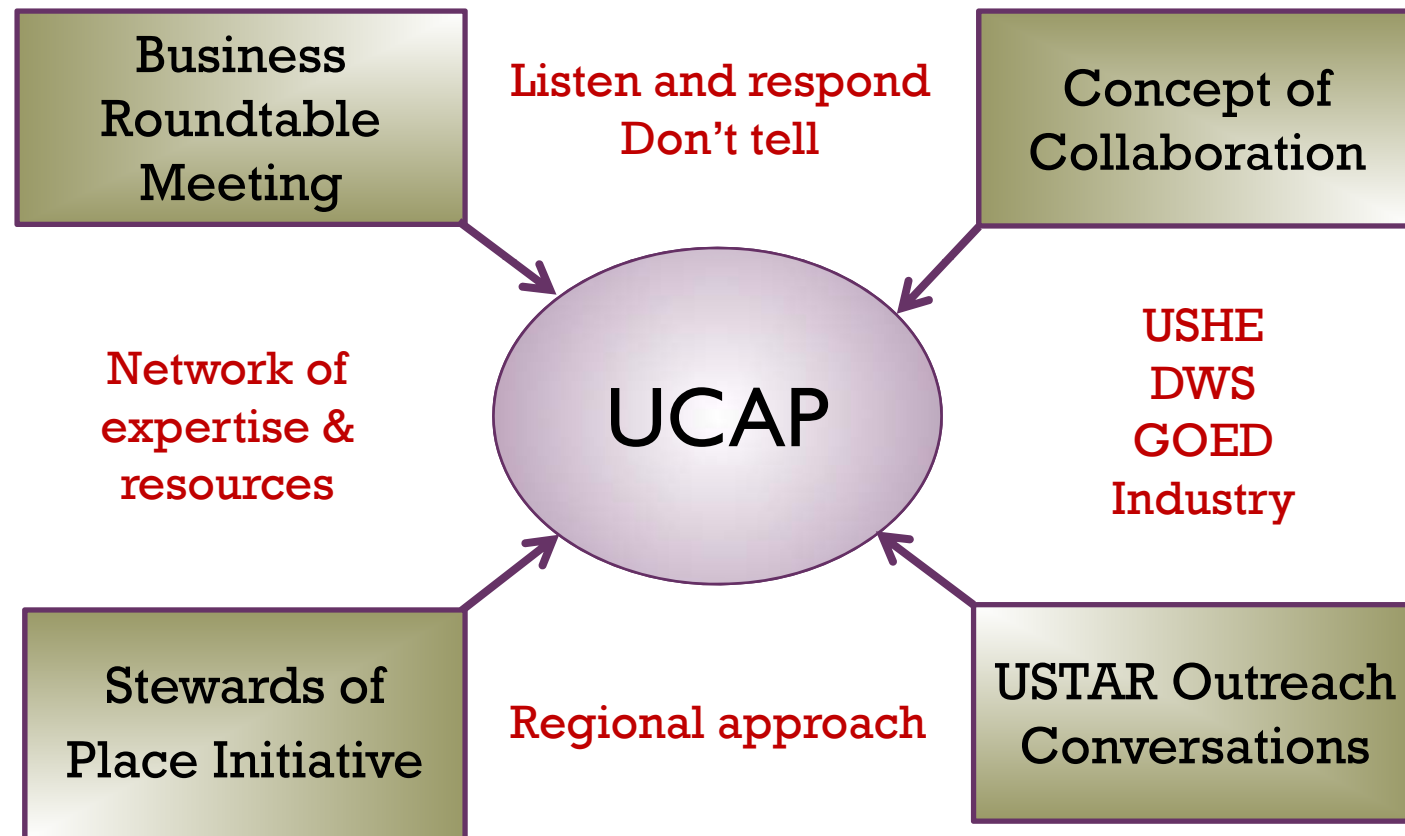 Business
Roundtable
Meeting
Listen and respond
Don’t tell
Concept of
Collaboration
Network of
expertise &
resources
UCAP
USHE
DWS
GOED
Industry
Stewards of
Place Initiative
Regional approach
USTAR Outreach
Conversations